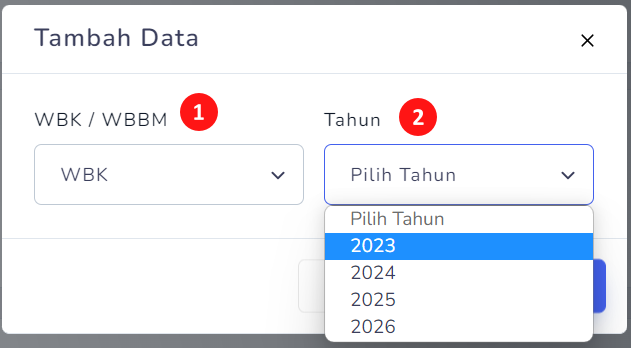 Tambah Data
×
WBK / WBBM 1
Tahun 2
WBK
Pilih Tahun
Pilih Tahun
2023
2024
2025
2026